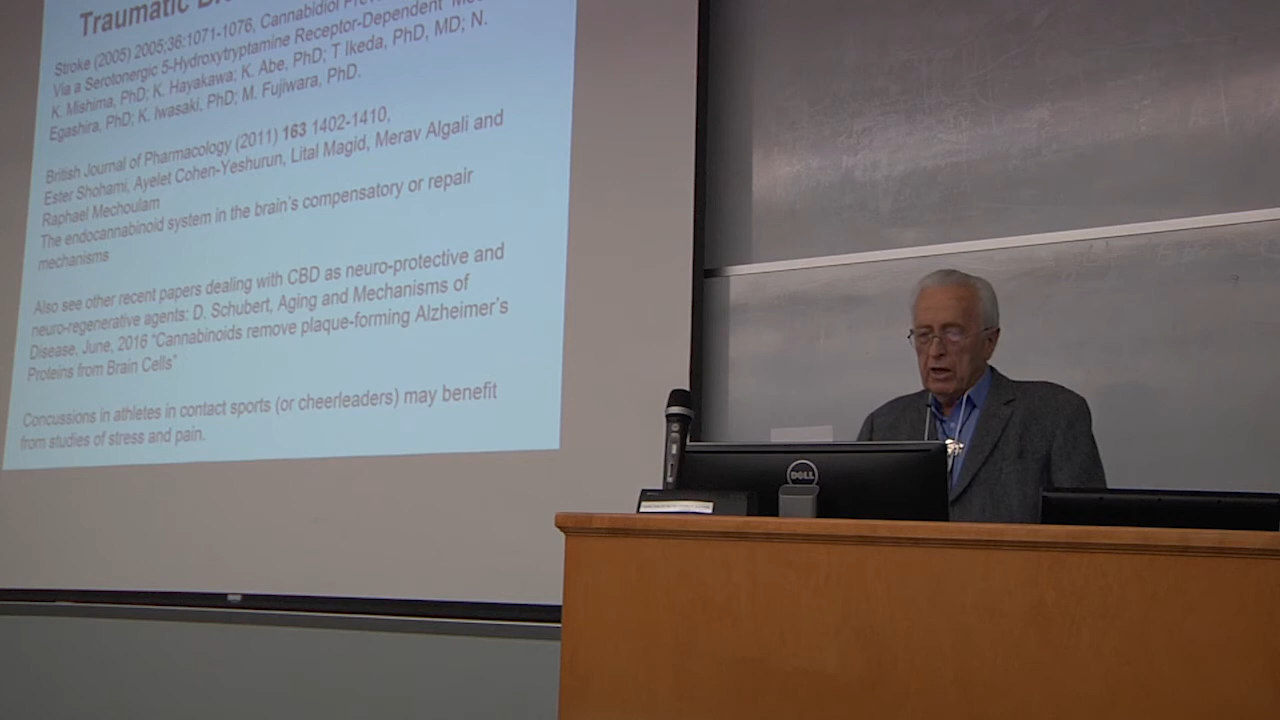 Traumatic
Stroke (2005) 2005;36:1071-1076, Cannabidiol
Via a Serotonergic 5-Hydroxytryptamine Receptor-Dependent
K. Mishima, PhD; K. Hayakawa; K. Abe, PhD; T Ikeda, PhD, MD; N.
Egashira, PhD; K. Iwasaki, PhD; M. Fujiwara, PhD.
British Journal of Pharmacology (2011) 163 1402-1410,
Ester Shohami, Ayelet Cohen-Yeshurun, Lital Magid, Merav Algali and
Raphael Mechoulam
The endocannabinoid system in the brain's compensatory or repair
mechanisms
Also see other recent papers dealing with CBD as neuro-protective and
neuro-regenerative agents: D. Schubert, Aging and Mechanisms of
Disease, June, 2016 "Cannabinoids remove plaque-forming Alzheimer's
Proteins from Brain Cells"
Concussions in athletes in contact sports (or cheerleaders) may benefit
from studies of stress and pain.
DELL